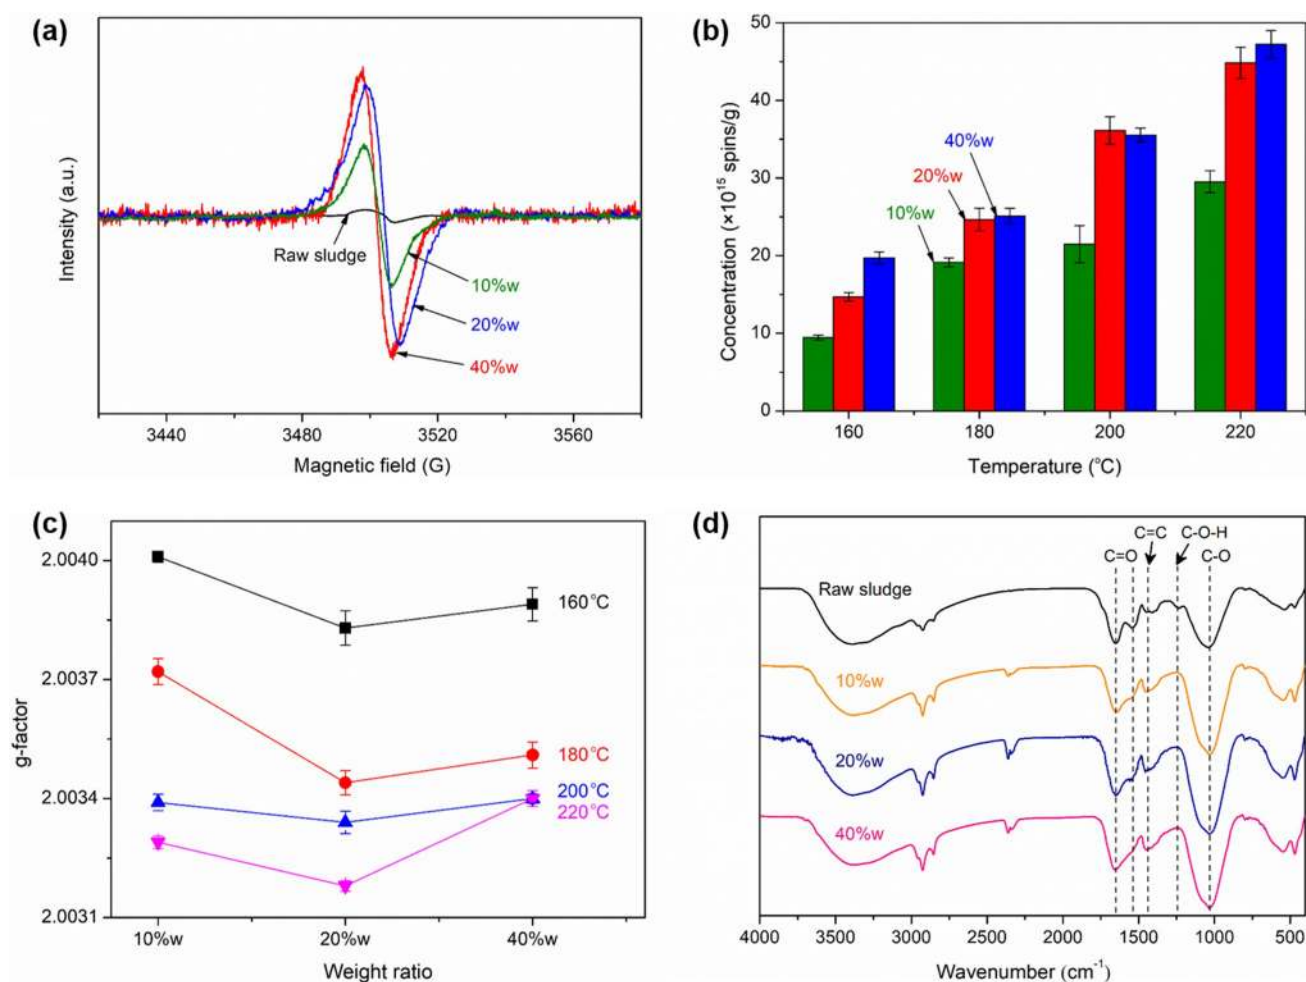 (a)
Intensity (a.u.)
Raw sludge
10%w
20%w
40%w
3440
3480
3520
3560
Magnetic field (G)
(b)
Concentration (×10¹⁵ spins/g)
50
40
30
20
10
0
10%w
20%w
40%w
160
180
200
220
Temperature (°C)
(c)
g-factor
2.0040
2.0037
2.0034
2.0031
160°C
180°C
200°C
220°C
10%w
20%w
40%w
Weight ratio
(d)
C=O
C=C
C-O-H
C-O
Raw sludge
10%w
20%w
40%w
4000
3500
3000
2500
2000
1500
1000
500
Wavenumber (cm⁻¹)